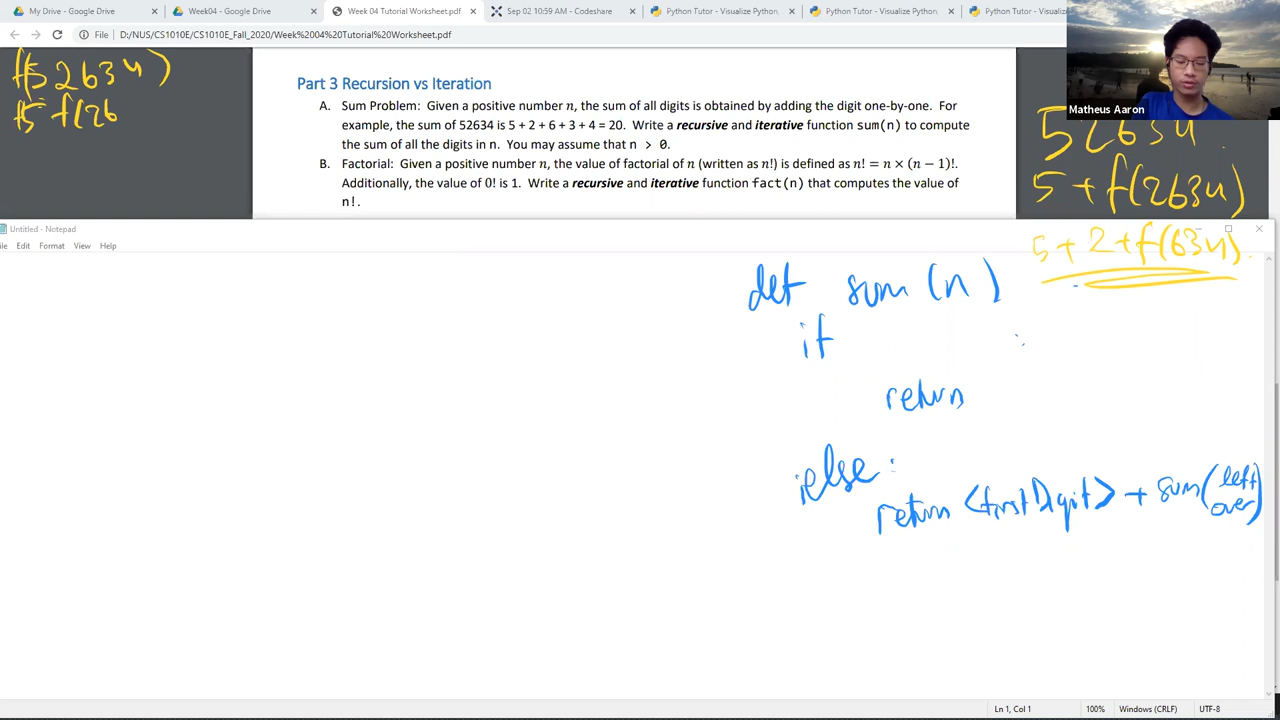 My Drive - Google Drive
Week04 - Google Drive
Week 04 Tutorial Worksheet.pdf
Sep 02 10:59 AM - Codeshare
Python Tutor - Visualize Python,
Python Tutor - Visualize Python,
Python Tutor - Visualiz
File D:/NUS/CS1010E/CS1010E_Fall_2020/Week%2004%20Tutorial%20Worksheet.pdf
f(52634)
5 f(26
Part 3 Recursion vs Iteration
A. Sum Problem: Given a positive number n, the sum of all digits is obtained by adding the digit one-by-one. For
example, the sum of 52634 is 5 + 2 + 6 + 3 + 4 = 20. Write a recursive and iterative function sum(n) to compute
the sum of all the digits in n. You may assume that n > 0.
B. Factorial: Given a positive number n, the value of factorial of n (written as n!) is defined as n! = n × (n − 1)!.
Additionally, the value of 0! is 1. Write a recursive and iterative function fact(n) that computes the value of
n!.
Matheus Aaron
52634
5 + f(2634)
5 + 2 + f(634)
Untitled - Notepad
ile Edit Format View Help
def sum (n)
if
return
else:
return <firstDigit> + sum(left
over)
Ln 1, Col 1
100%
Windows (CRLF)
UTF-8